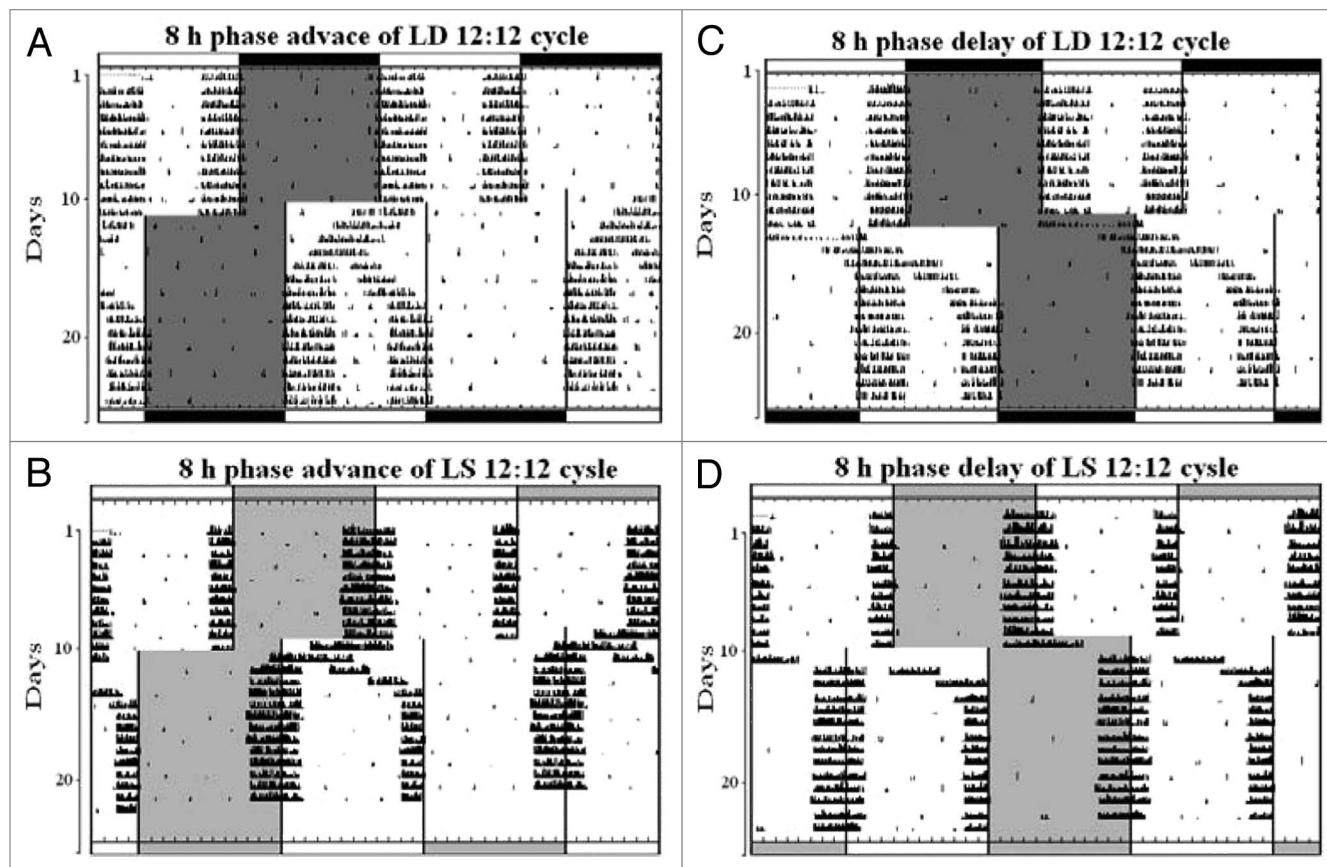 A
8 h phase advace of LD 12:12 cycle
1
10
20
Days
C
8 h phase delay of LD 12:12 cycle
1
10
20
Days
B
8 h phase advance of LS 12:12 cysle
1
10
20
Days
D
8 h phase delay of LS 12:12 cysle
1
10
20
Days